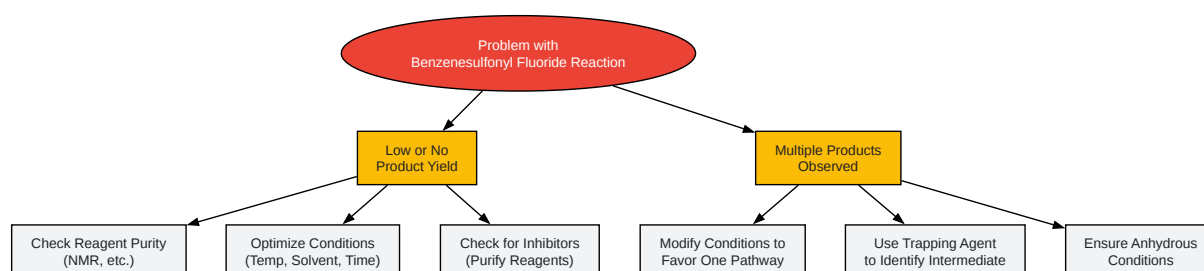 Problem with
Benzenesulfonyl Fluoride Reaction
Low or No
Product Yield
Multiple Products
Observed
Check Reagent Purity
(NMR, etc.)
Optimize Conditions
(Temp, Solvent, Time)
Check for Inhibitors
(Purify Reagents)
Modify Conditions to
Favor One Pathway
Use Trapping Agent
to Identify Intermediate
Ensure Anhydrous
Conditions